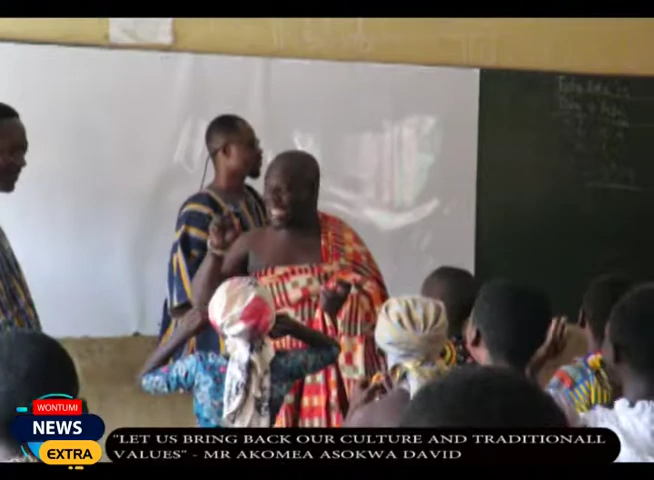 WONTUMI
NEWS
EXTRA
"LET US BRING BACK OUR CULTURE AND TRADITIONALL
VALUES" - MR AKOMEA ASOKWA DAVID